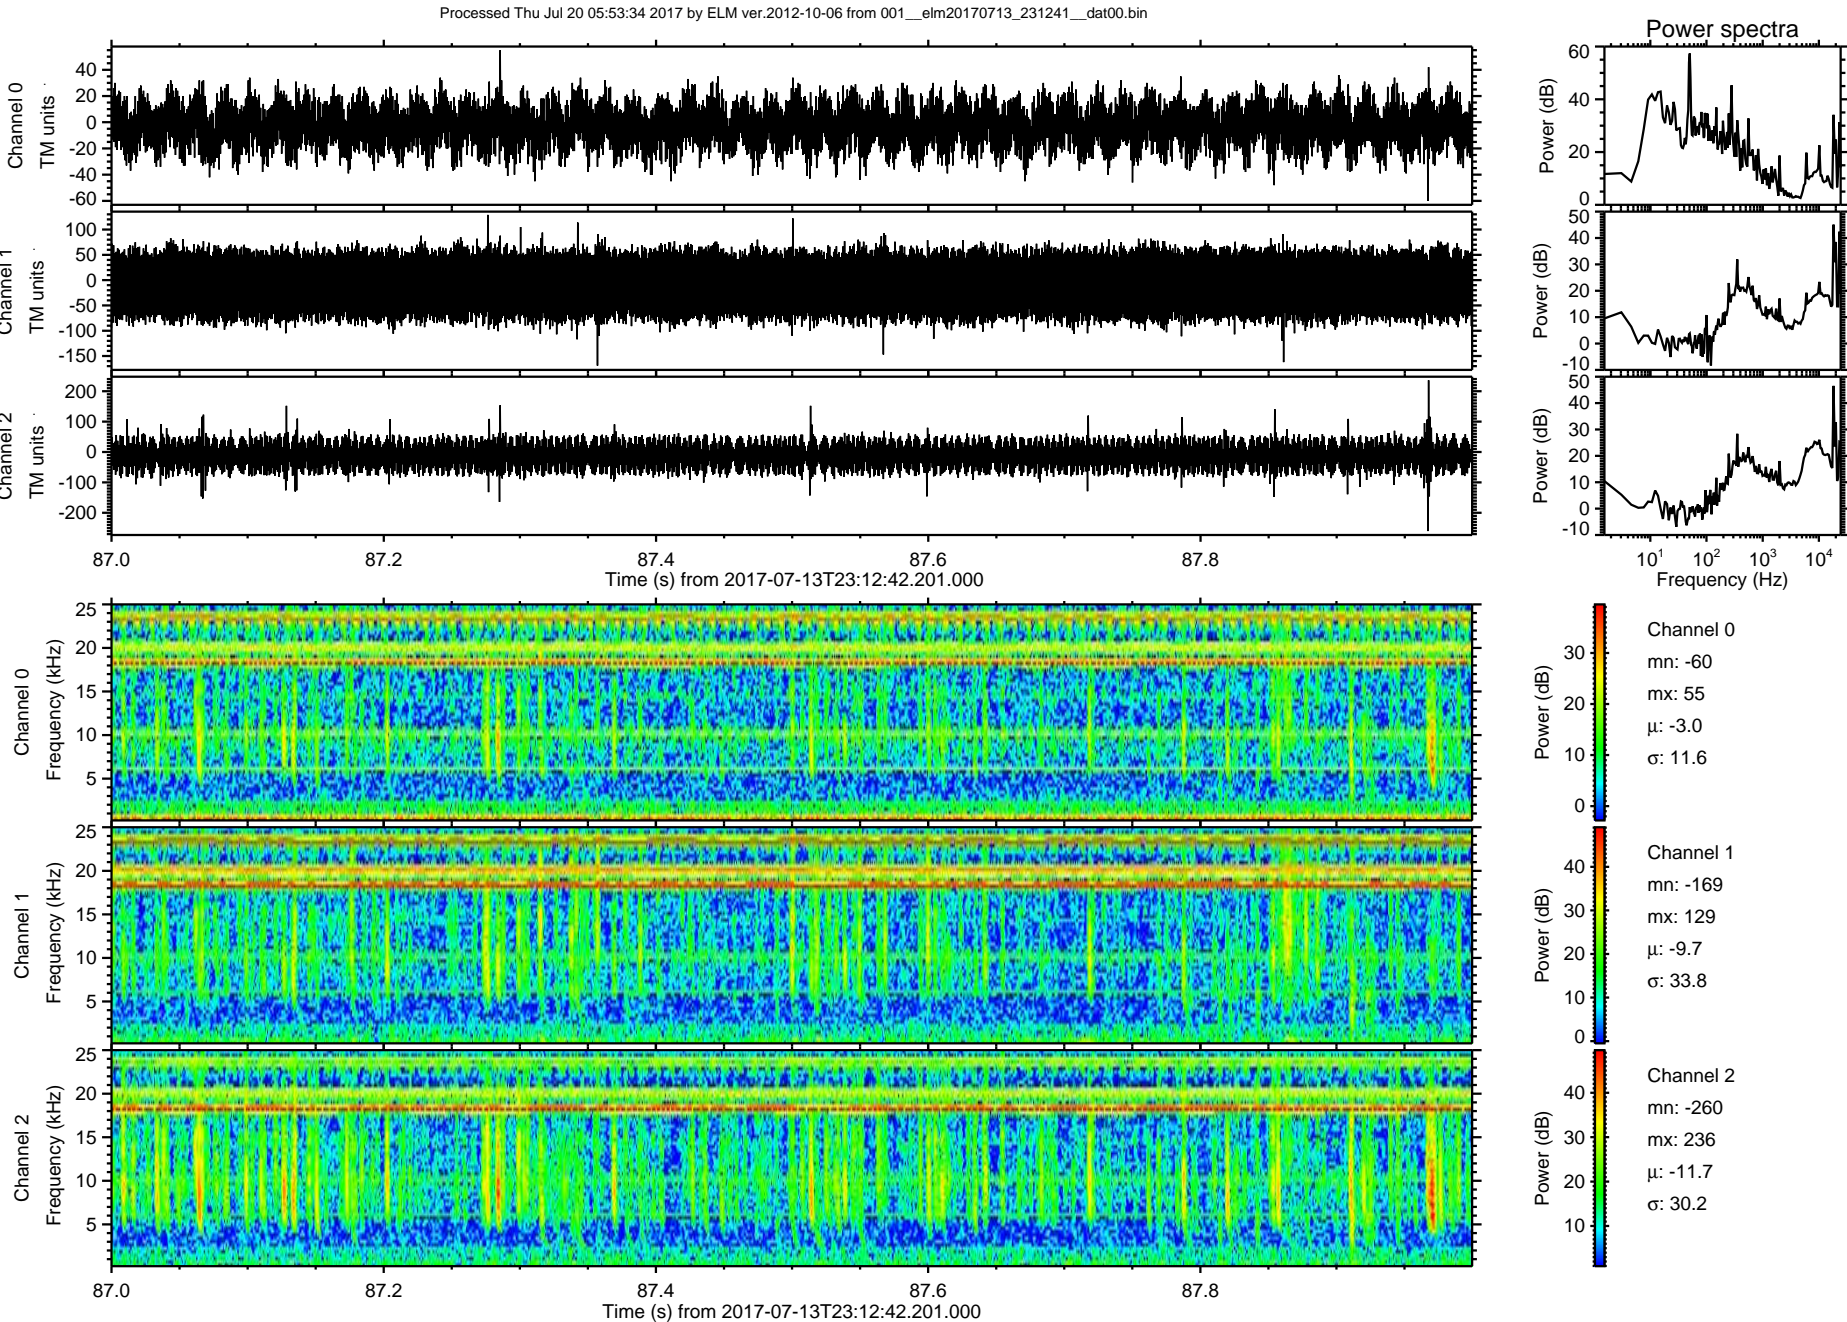 Processed Thu Jul 20 05:53:34 2017 by ELM ver.2012-10-06 from 001__elm20170713_231241__dat00.bin
Power spectra
Channel 0
TM units
40
20
0
-20
-40
-60
Power (dB)
60
40
20
0
Channel 1
TM units
100
50
0
-50
-100
-150
Power (dB)
50
40
30
20
10
0
-10
Channel 2
TM units
200
100
0
-100
-200
Power (dB)
50
40
30
20
10
0
-10
87.0 87.2 87.4 87.6 87.8
Time (s) from 2017-07-13T23:12:42.201.000
10^1 10^2 10^3 10^4
Frequency (Hz)
Channel 0
Frequency (kHz)
25
20
15
10
5
Power (dB)
30
20
10
0
Channel 0
mn: -60
mx: 55
μ: -3.0
σ: 11.6
Channel 1
Frequency (kHz)
25
20
15
10
5
Power (dB)
40
30
20
10
0
Channel 1
mn: -169
mx: 129
μ: -9.7
σ: 33.8
Channel 2
Frequency (kHz)
25
20
15
10
5
Power (dB)
40
30
20
10
Channel 2
mn: -260
mx: 236
μ: -11.7
σ: 30.2
87.0 87.2 87.4 87.6 87.8
Time (s) from 2017-07-13T23:12:42.201.000